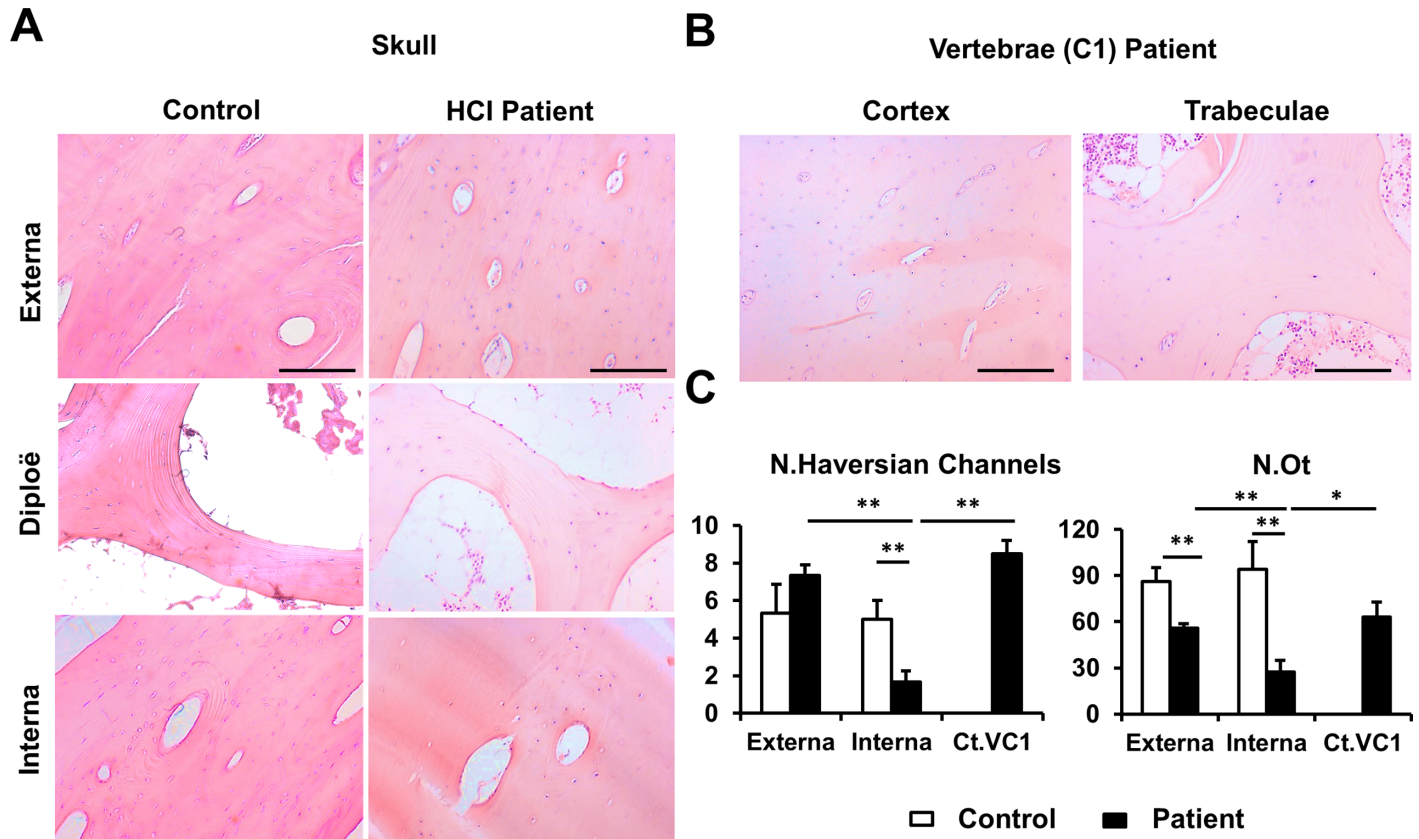 A
Skull
Control
HCI Patient
Externa
Diploë
Interna
B
Vertebrae (C1) Patient
Cortex
Trabeculae
C
N.Haversian Channels
**
**
**
10
8
6
4
2
0
Externa
Interna
Ct.VC1
N.Ot
**
*
**
**
120
90
60
30
0
Externa
Interna
Ct.VC1
Control
Patient